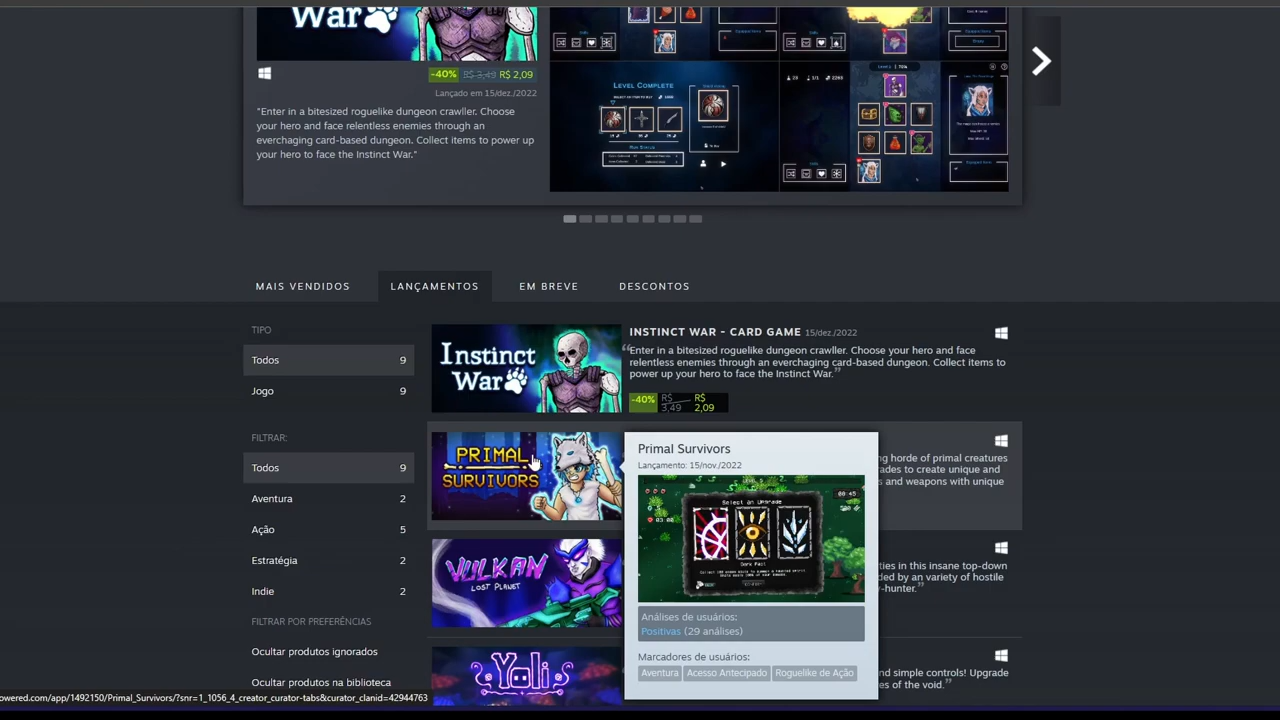 War
-40% R$ 3,49 R$ 2,09
Lançado em 15/dez./2022
"Enter in a bitesized roguelike dungeon crawller. Choose
your hero and face relentless enemies through an
everchaging card-based dungeon. Collect items to power up
your hero to face the Instinct War."
LEVEL COMPLETE
MAIS VENDIDOS
LANÇAMENTOS
EM BREVE
DESCONTOS
TIPO
Todos 9
Jogo 9
FILTRAR:
Todos 9
Aventura 2
Ação 5
Estratégia 2
Indie 2
FILTRAR POR PREFERÊNCIAS
Ocultar produtos ignorados
Ocultar produtos na biblioteca
Instinct
War
INSTINCT WAR - CARD GAME 15/dez./2022
“Enter in a bitesized roguelike dungeon crawller. Choose your hero and face
relentless enemies through an everchaging card-based dungeon. Collect items to
power up your hero to face the Instinct War.”
-40% R$ 3,49 R$ 2,09
PRIMAL
SURVIVORS
ng horde of primal creatures
rades to create unique and
s and weapons with unique
Primal Survivors
Lançamento: 15/nov./2022
08:45
Select an Upgrade
Dark Pact
Análises de usuários:
Positivas (29 análises)
Marcadores de usuários:
Aventura
Acesso Antecipado
Roguelike de Ação
VULKAN
LOST PLANET
ties in this insane top-down
ded by an variety of hostile
y-hunter.”
Yoli
nd simple controls! Upgrade
es of the void.”
owered.com/app/1492150/Primal_Survivors/?snr=1_1056_4_creator_curator-tabs&curator_clanid=42944763